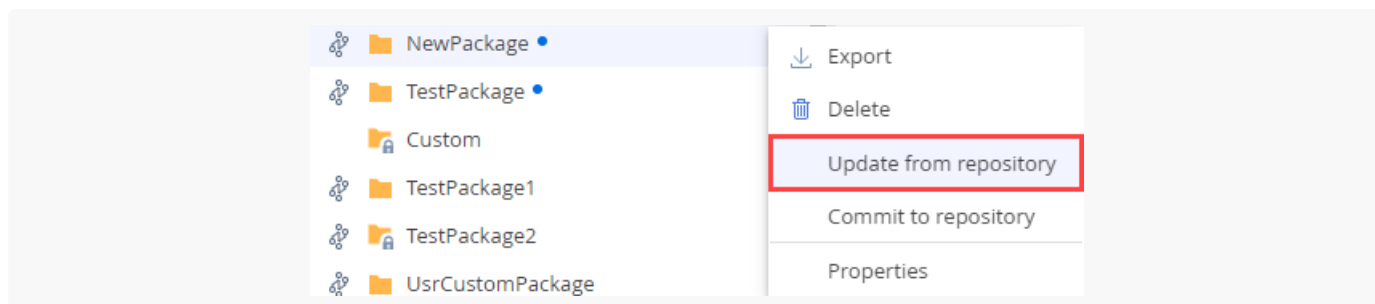 NewPackage
TestPackage
Custom
TestPackage1
TestPackage2
UsrCustomPackage
Export
Delete
Update from repository
Commit to repository
Properties